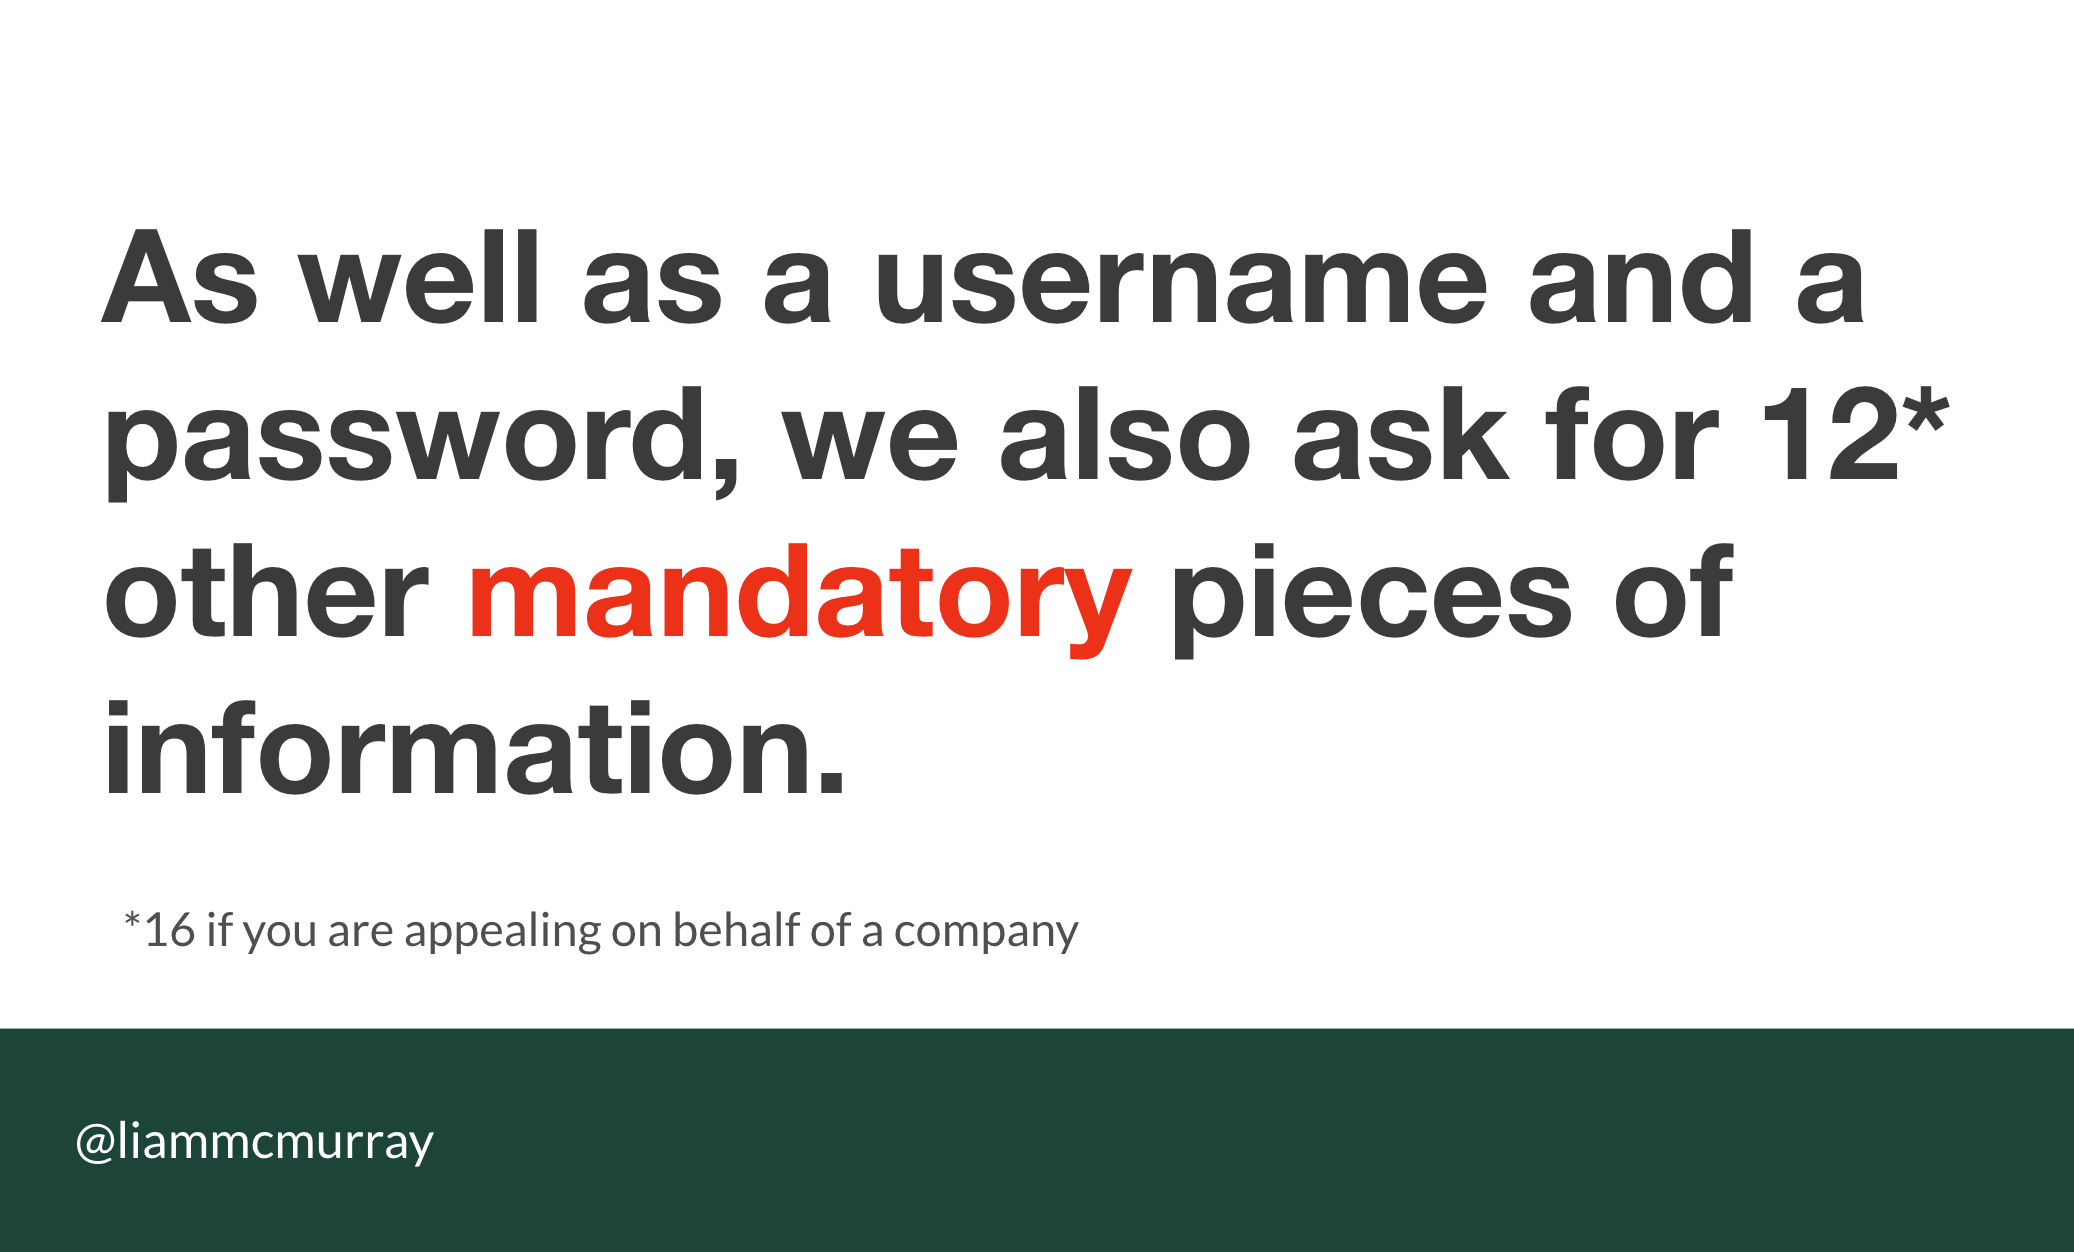 As well as a username and a
password, we also ask for 12*
other mandatory pieces of
information.
*16 if you are appealing on behalf of a company
@liammcmurray